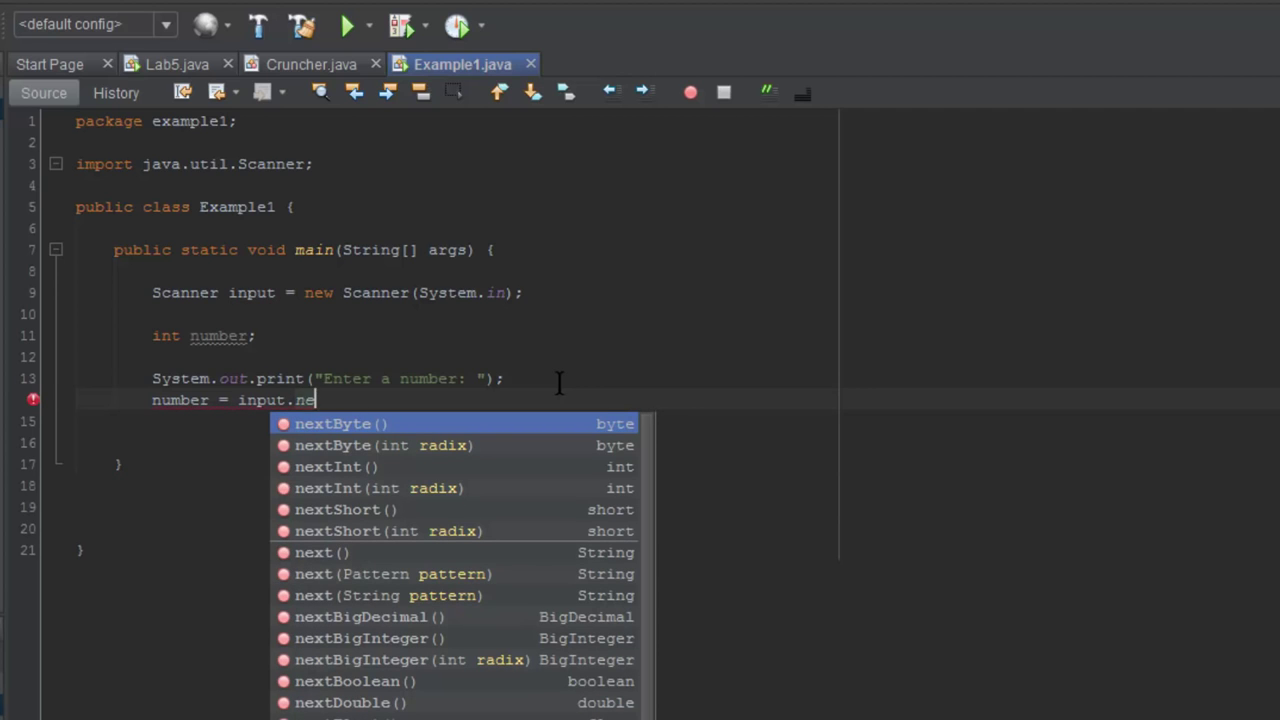 <default config>
Start Page Lab5.java Cruncher.java Example1.java
Source History
1 package example1;
2
3 import java.util.Scanner;
4
5 public class Example1 {
6
7 public static void main(String[] args) {
8
9 Scanner input = new Scanner(System.in);
10
11 int number;
12
13 System.out.print("Enter a number: ");
number = input.ne
nextByte() byte
15
nextByte(int radix) byte
16
17 }
nextInt() int
18
nextInt(int radix) int
19
nextShort() short
20
nextShort(int radix) short
21 }
next() String
next(Pattern pattern) String
next(String pattern) String
nextBigDecimal() BigDecimal
nextBigInteger() BigInteger
nextBigInteger(int radix) BigInteger
nextBoolean() boolean
nextDouble() double